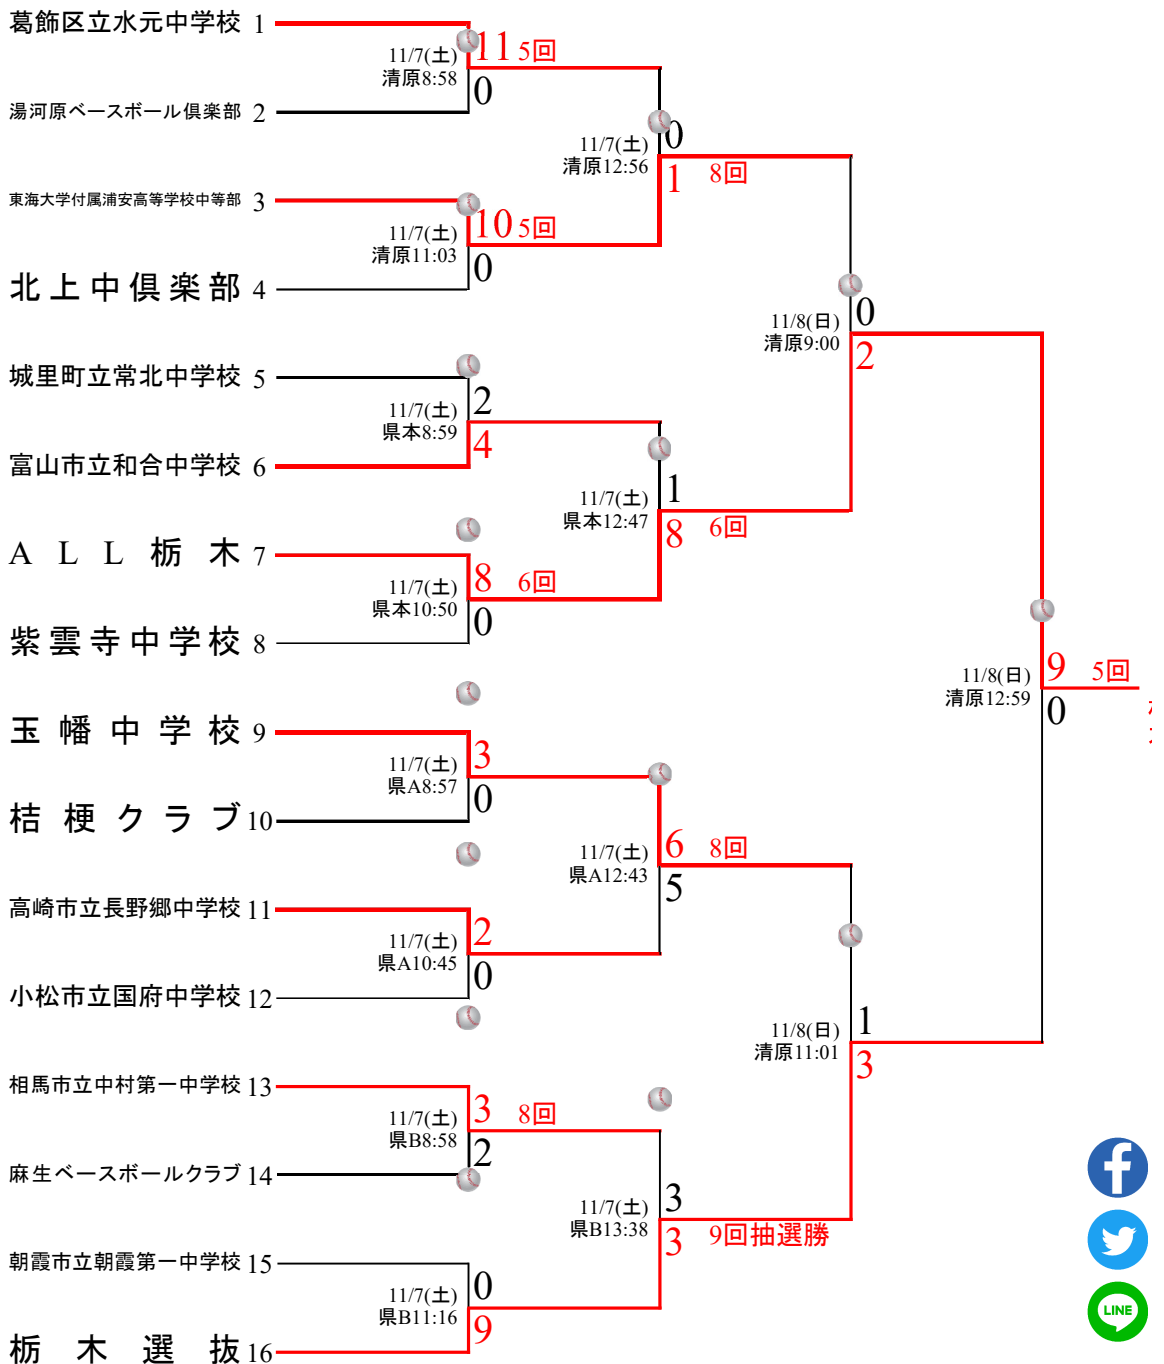 葛飾区立水元中学校 1
11/7(土)
清原8:58
11 5回
0
湯河原ベースボール倶楽部 2
11/7(土)
清原12:56
0
1 8回
東海大学付属浦安高等学校中等部 3
11/7(土)
清原11:03
10 5回
0
北上中倶楽部 4
11/8(日)
清原9:00
0
2
城里町立常北中学校 5
11/7(土)
県本8:59
2
4
富山市立和合中学校 6
11/7(土)
県本12:47
1
8 6回
ALL栃木 7
11/7(土)
県本10:50
8 6回
0
紫雲寺中学校 8
11/8(日)
清原12:59
9 5回
0
玉幡中学校 9
11/7(土)
県A8:57
3
0
桔梗クラブ 10
11/7(土)
県A12:43
6 8回
5
高崎市立長野郷中学校 11
11/7(土)
県A10:45
2
0
小松市立国府中学校 12
11/8(日)
清原11:01
1
3
相馬市立中村第一中学校 13
11/7(土)
県B8:58
3 8回
2
麻生ベースボールクラブ 14
11/7(土)
県B13:38
3
3 9回抽選勝
朝霞市立朝霞第一中学校 15
11/7(土)
県B11:16
0
9
栃木選抜 16
LINE